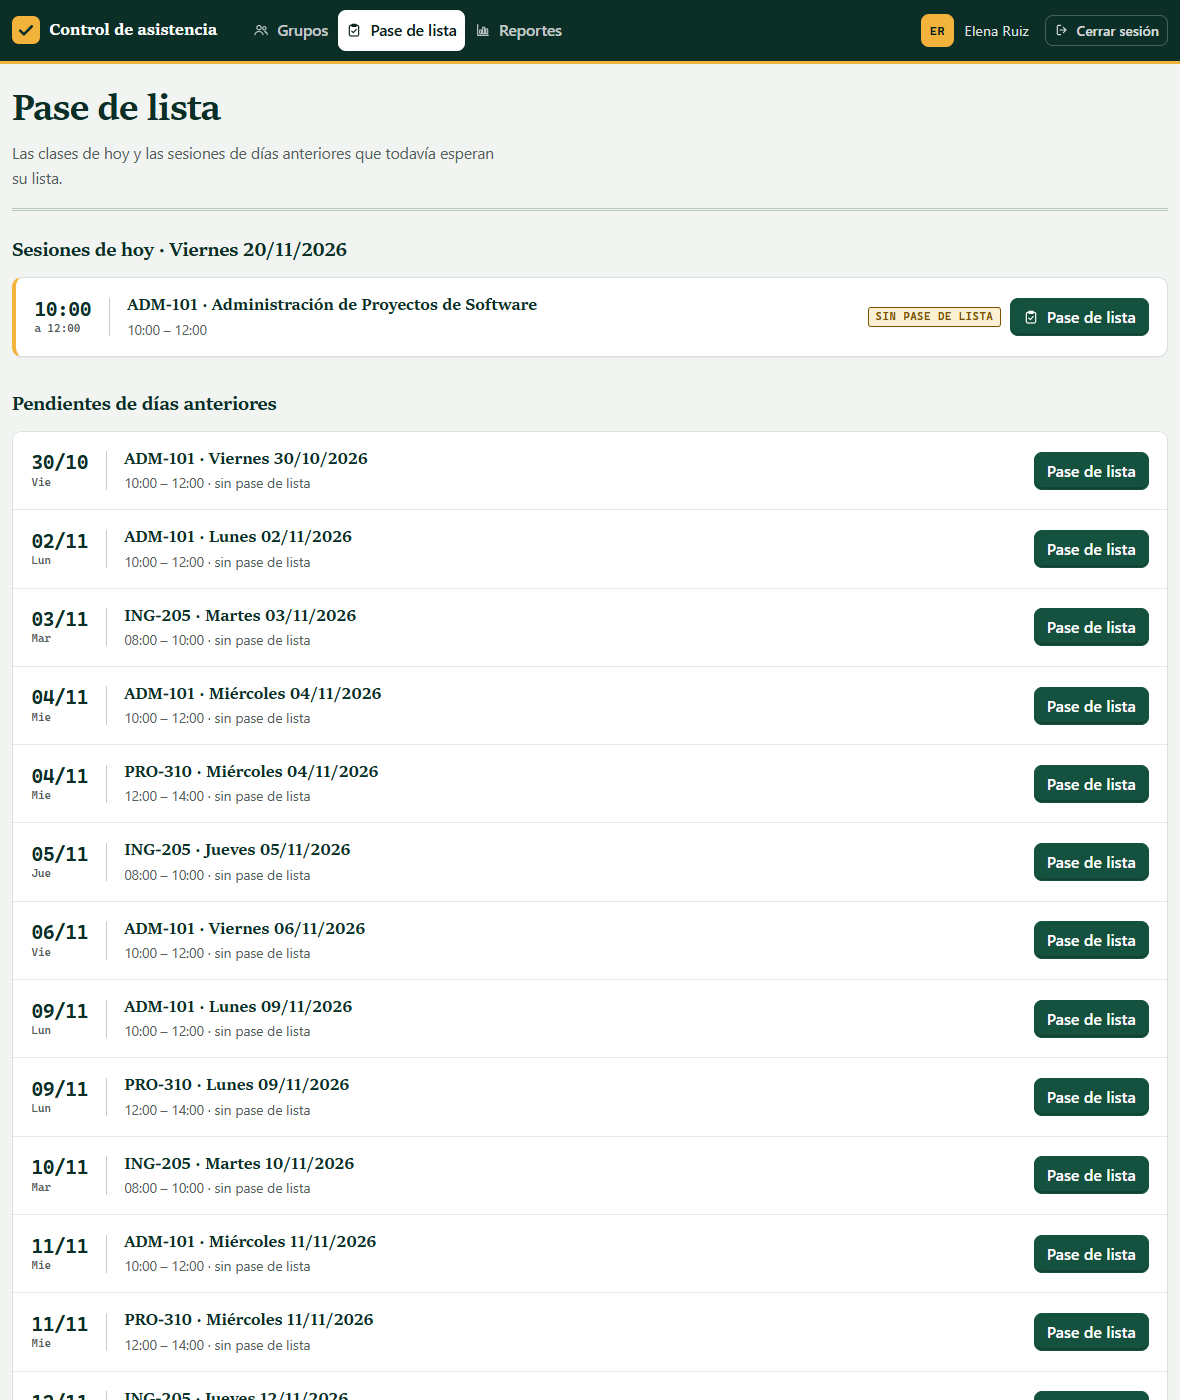 Control de asistencia
Grupos
Pase de lista
Reportes
ER
Elena Ruiz
Cerrar sesión
Pase de lista
Las clases de hoy y las sesiones de días anteriores que todavía esperan
su lista.
Sesiones de hoy · Viernes 20/11/2026
10:00
a 12:00
ADM-101 · Administración de Proyectos de Software
10:00 – 12:00
SIN PASE DE LISTA
Pase de lista
Pendientes de días anteriores
30/10
Vie
ADM-101 · Viernes 30/10/2026
10:00 – 12:00 · sin pase de lista
Pase de lista
02/11
Lun
ADM-101 · Lunes 02/11/2026
10:00 – 12:00 · sin pase de lista
Pase de lista
03/11
Mar
ING-205 · Martes 03/11/2026
08:00 – 10:00 · sin pase de lista
Pase de lista
04/11
Mie
ADM-101 · Miércoles 04/11/2026
10:00 – 12:00 · sin pase de lista
Pase de lista
04/11
Mie
PRO-310 · Miércoles 04/11/2026
12:00 – 14:00 · sin pase de lista
Pase de lista
05/11
Jue
ING-205 · Jueves 05/11/2026
08:00 – 10:00 · sin pase de lista
Pase de lista
06/11
Vie
ADM-101 · Viernes 06/11/2026
10:00 – 12:00 · sin pase de lista
Pase de lista
09/11
Lun
ADM-101 · Lunes 09/11/2026
10:00 – 12:00 · sin pase de lista
Pase de lista
09/11
Lun
PRO-310 · Lunes 09/11/2026
12:00 – 14:00 · sin pase de lista
Pase de lista
10/11
Mar
ING-205 · Martes 10/11/2026
08:00 – 10:00 · sin pase de lista
Pase de lista
11/11
Mie
ADM-101 · Miércoles 11/11/2026
10:00 – 12:00 · sin pase de lista
Pase de lista
11/11
Mie
PRO-310 · Miércoles 11/11/2026
12:00 – 14:00 · sin pase de lista
Pase de lista
12/11
ING-205 · Jueves 12/11/2026